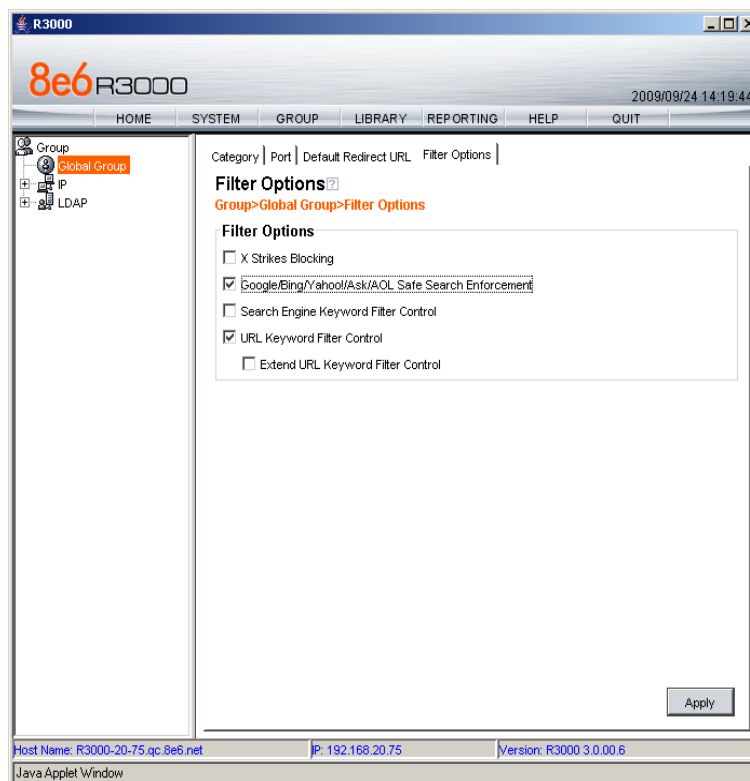 R3000
8e6 R3000
2009/09/24 14:19:44
HOME SYSTEM GROUP LIBRARY REPORTING HELP QUIT
Group
Global Group
IP
LDAP
Category Port Default Redirect URL Filter Options
Filter Options ?
Group>Global Group>Filter Options
Filter Options
X Strikes Blocking
Google/Bing/Yahoo!/Ask/AOL Safe Search Enforcement
Search Engine Keyword Filter Control
URL Keyword Filter Control
Extend URL Keyword Filter Control
Apply
Host Name: R3000-20-75.qc.8e6.net IP: 192.168.20.75 Version: R3000 3.0.00.6
Java Applet Window